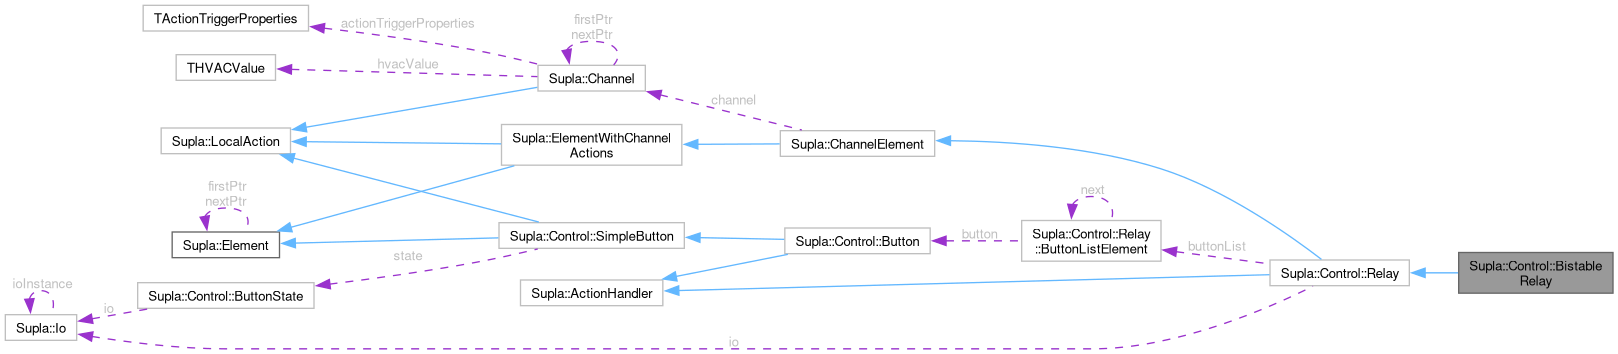 TActionTriggerProperties
actionTriggerProperties
firstPtr
nextPtr
THVACValue
hvacValue
Supla::Channel
channel
Supla::LocalAction
Supla::ElementWithChannel
Actions
Supla::ChannelElement
firstPtr
nextPtr
next
Supla::Element
Supla::Control::SimpleButton
Supla::Control::Button
button
Supla::Control::Relay
::ButtonListElement
buttonList
state
Supla::Control::Relay
Supla::Control::Bistable
Relay
ioInstance
Supla::Control::ButtonState
Supla::ActionHandler
io
Supla::Io
io